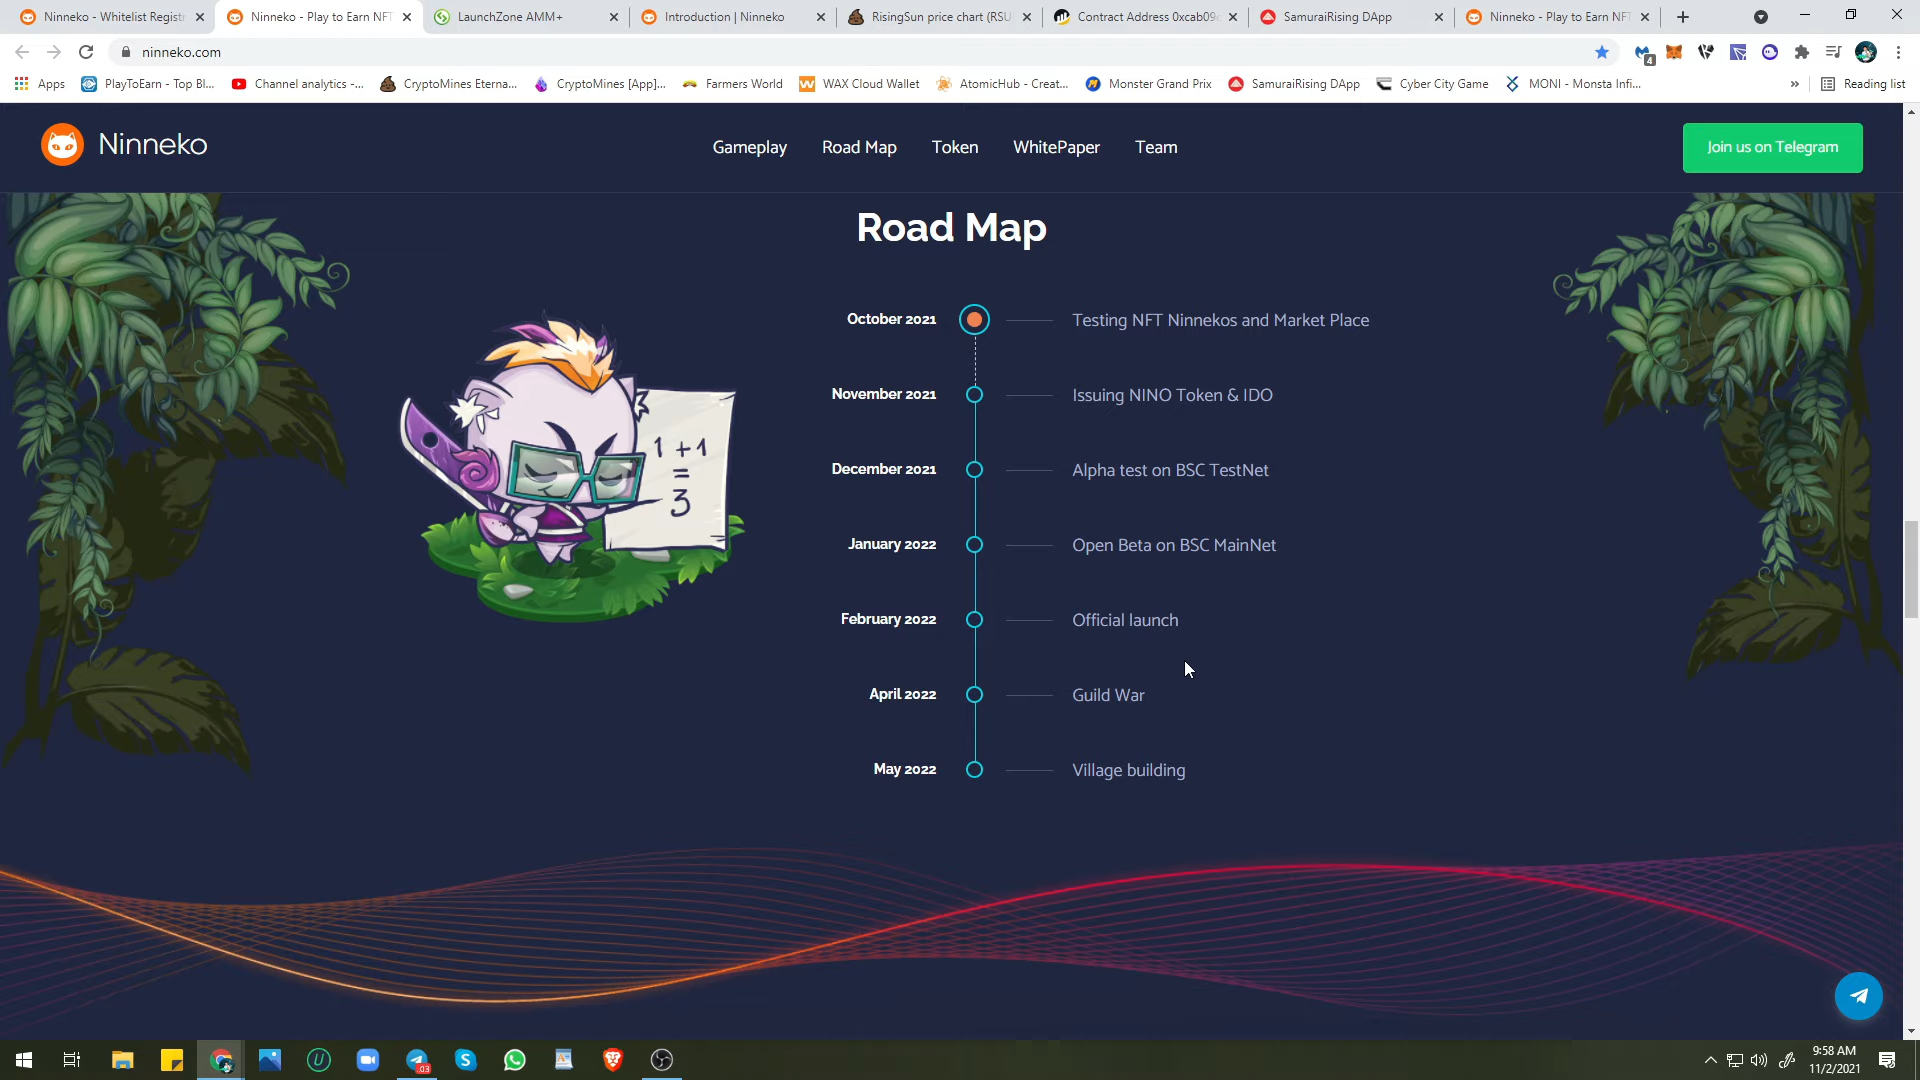 Ninneko - Whitelist Registr
Ninneko - Play to Earn NFT
LaunchZone AMM+
Introduction | Ninneko
RisingSun price chart (RSU
Contract Address 0xcab09
SamuraiRising DApp
Ninneko - Play to Earn NFT
ninneko.com
4
Apps
PlayToEarn - Top Bl...
Channel analytics -...
CryptoMines Eterna...
CryptoMines [App]...
Farmers World
WAX Cloud Wallet
AtomicHub - Creat...
Monster Grand Prix
SamuraiRising DApp
Cyber City Game
MONI - Monsta Infi...
»
Reading list
Ninneko
Gameplay
Road Map
Token
WhitePaper
Team
Join us on Telegram
Road Map
October 2021
Testing NFT Ninnekos and Market Place
November 2021
Issuing NINO Token & IDO
December 2021
Alpha test on BSC TestNet
January 2022
Open Beta on BSC MainNet
February 2022
Official launch
April 2022
Guild War
May 2022
Village building
1 + 1
=
3
.03
9:58 AM
11/2/2021